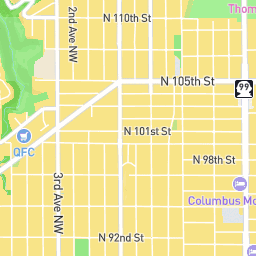 Thom
N 110th St
2nd Ave NW
N 105th St
99
N 101st St
QFC
N 98th St
3rd Ave NW
Columbus Mo
N 92nd St